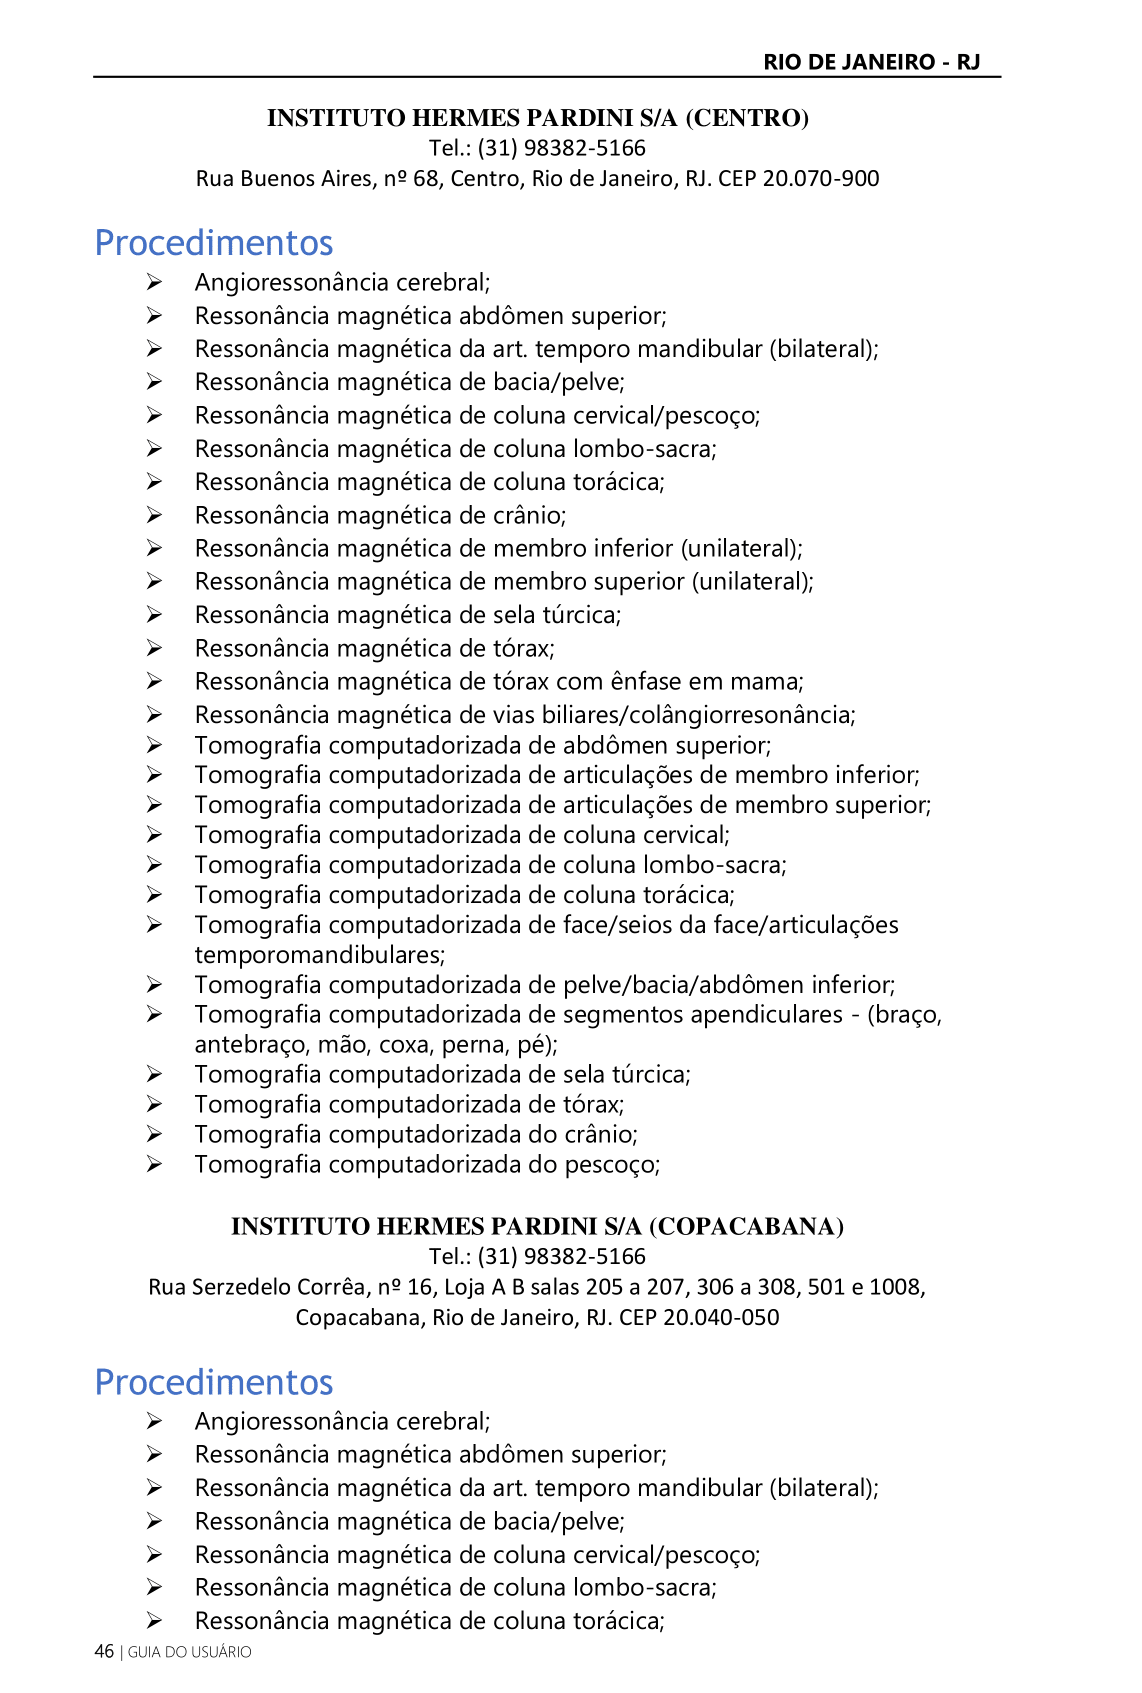 RIO DE JANEIRO - RJ
INSTITUTO HERMES PARDINI S/A (CENTRO)
Tel.: (31) 98382-5166
Rua Buenos Aires, nº 68, Centro, Rio de Janeiro, RJ. CEP 20.070-900
Procedimentos
➢ Angioressonância cerebral;
➢ Ressonância magnética abdômen superior;
➢ Ressonância magnética da art. temporo mandibular (bilateral);
➢ Ressonância magnética de bacia/pelve;
➢ Ressonância magnética de coluna cervical/pescoço;
➢ Ressonância magnética de coluna lombo-sacra;
➢ Ressonância magnética de coluna torácica;
➢ Ressonância magnética de crânio;
➢ Ressonância magnética de membro inferior (unilateral);
➢ Ressonância magnética de membro superior (unilateral);
➢ Ressonância magnética de sela túrcica;
➢ Ressonância magnética de tórax;
➢ Ressonância magnética de tórax com ênfase em mama;
➢ Ressonância magnética de vias biliares/colângiorresonância;
➢ Tomografia computadorizada de abdômen superior;
➢ Tomografia computadorizada de articulações de membro inferior;
➢ Tomografia computadorizada de articulações de membro superior;
➢ Tomografia computadorizada de coluna cervical;
➢ Tomografia computadorizada de coluna lombo-sacra;
➢ Tomografia computadorizada de coluna torácica;
➢ Tomografia computadorizada de face/seios da face/articulações
temporomandibulares;
➢ Tomografia computadorizada de pelve/bacia/abdômen inferior;
➢ Tomografia computadorizada de segmentos apendiculares - (braço,
antebraço, mão, coxa, perna, pé);
➢ Tomografia computadorizada de sela túrcica;
➢ Tomografia computadorizada de tórax;
➢ Tomografia computadorizada do crânio;
➢ Tomografia computadorizada do pescoço;
INSTITUTO HERMES PARDINI S/A (COPACABANA)
Tel.: (31) 98382-5166
Rua Serzedelo Corrêa, nº 16, Loja A B salas 205 a 207, 306 a 308, 501 e 1008,
Copacabana, Rio de Janeiro, RJ. CEP 20.040-050
Procedimentos
➢ Angioressonância cerebral;
➢ Ressonância magnética abdômen superior;
➢ Ressonância magnética da art. temporo mandibular (bilateral);
➢ Ressonância magnética de bacia/pelve;
➢ Ressonância magnética de coluna cervical/pescoço;
➢ Ressonância magnética de coluna lombo-sacra;
➢ Ressonância magnética de coluna torácica;
46 | GUIA DO USUÁRIO